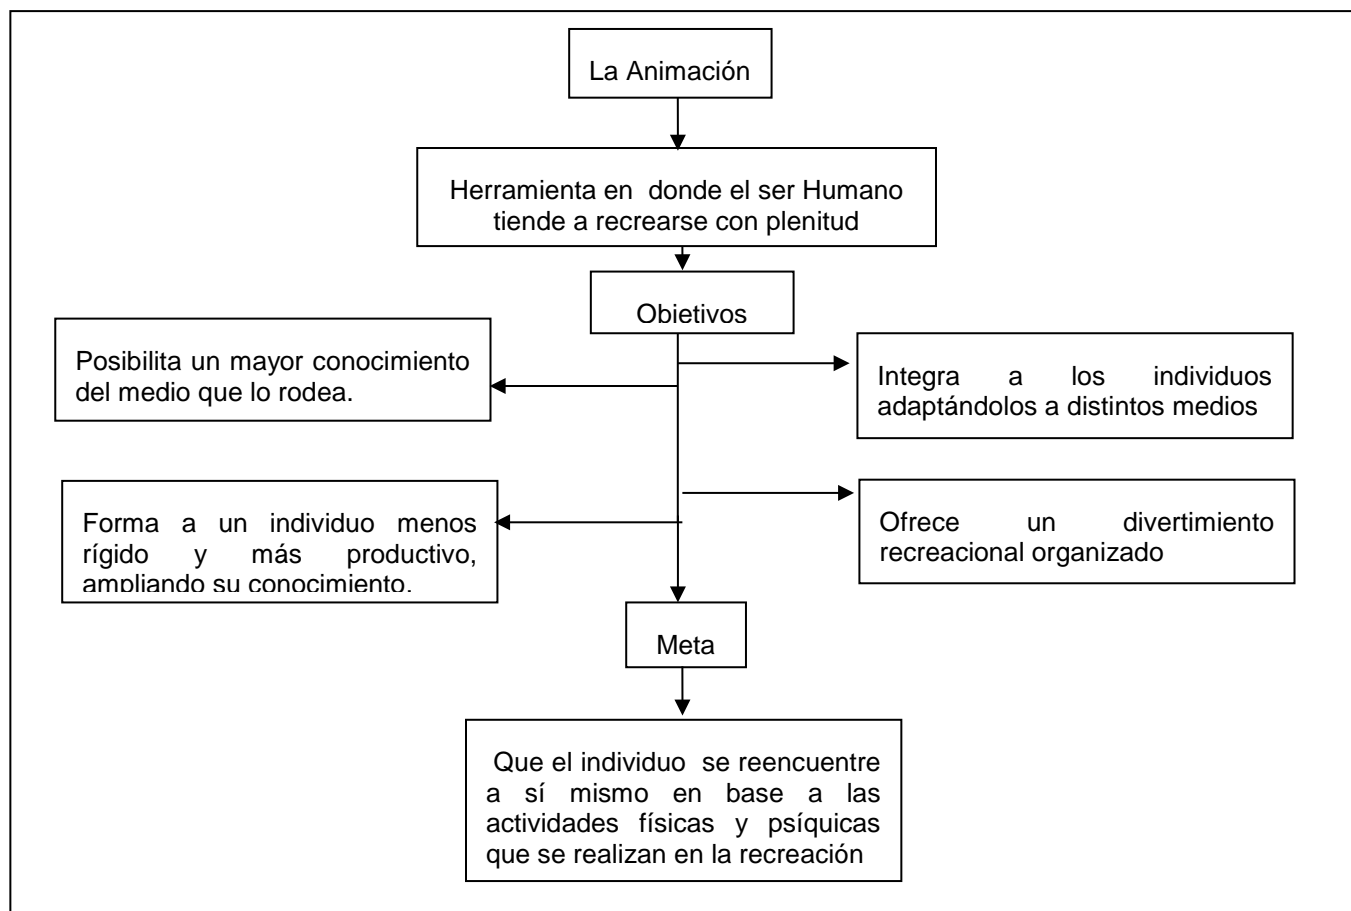 La Animación
Herramienta en donde el ser Humano
tiende a recrearse con plenitud
Objetivos
Posibilita un mayor conocimiento
del medio que lo rodea.
Integra a los individuos
adaptándolos a distintos medios
Forma a un individuo menos
rígido y más productivo,
ampliando su conocimiento.
Ofrece un divertimiento
recreacional organizado
Meta
Que el individuo se reencuentre
a sí mismo en base a las
actividades físicas y psíquicas
que se realizan en la recreación